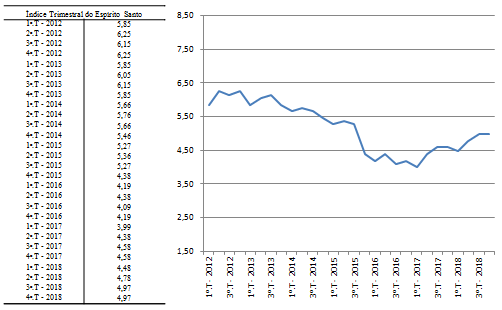 Índice Trimestral do Espírito Santo
1º.T - 2012 5,85
2º.T - 2012 6,25
3º.T - 2012 6,15
4º.T - 2012 6,25
1º.T - 2013 5,85
2º.T - 2013 6,05
3º.T - 2013 6,15
4º.T - 2013 5,85
1º.T - 2014 5,66
2º.T - 2014 5,76
3º.T - 2014 5,66
4º.T - 2014 5,46
1º.T - 2015 5,27
2º.T - 2015 5,36
3º.T - 2015 5,27
4º.T - 2015 4,38
1º.T - 2016 4,19
2º.T - 2016 4,38
3º.T - 2016 4,09
4º.T - 2016 4,19
1º.T - 2017 3,99
2º.T - 2017 4,38
3º.T - 2017 4,58
4º.T - 2017 4,58
1º.T - 2018 4,48
2º.T - 2018 4,78
3º.T - 2018 4,97
4º.T - 2018 4,97
8,50
7,50
6,50
5,50
4,50
3,50
2,50
1,50
1º.T- 2012
3º.T- 2012
1º.T- 2013
3º.T- 2013
1º.T- 2014
3º.T- 2014
1º.T- 2015
3º.T- 2015
1º.T- 2016
3º.T- 2016
1º.T- 2017
3º.T- 2017
1º.T- 2018
3º.T- 2018